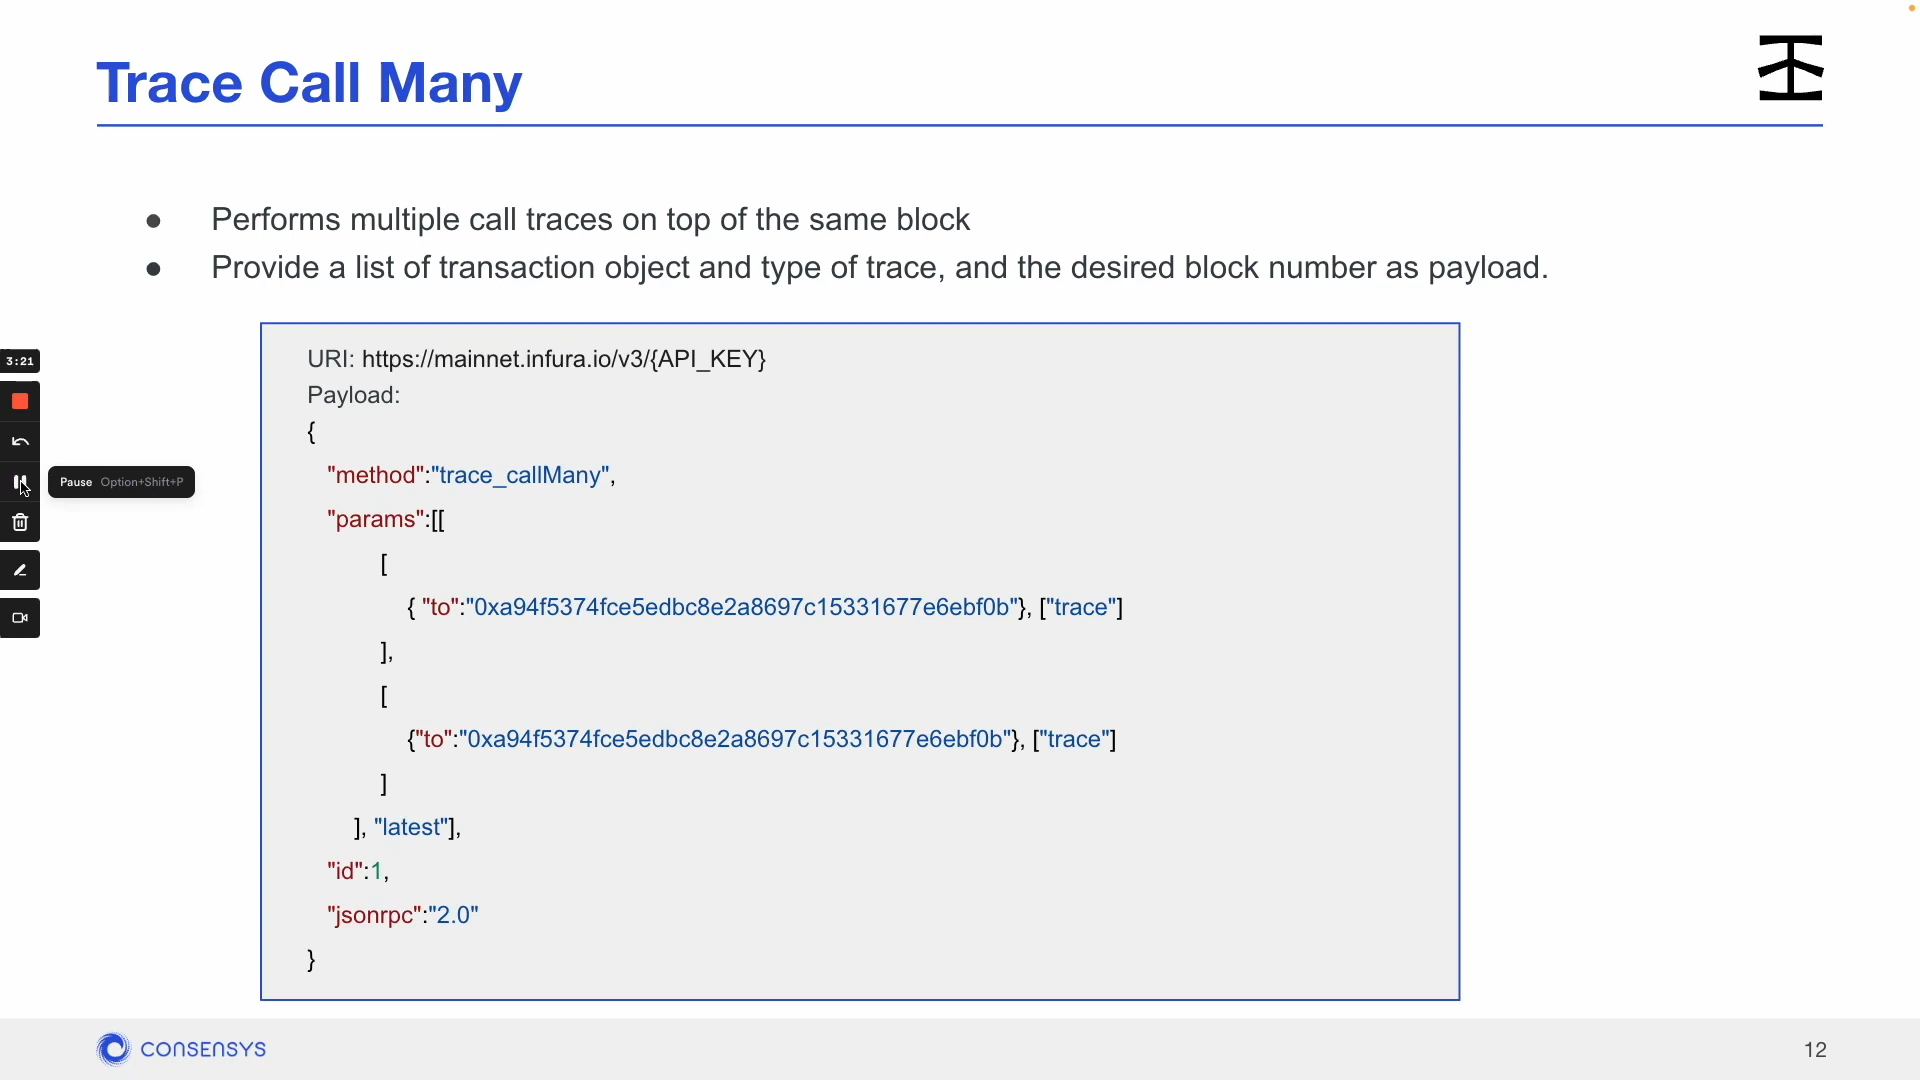 Trace Call Many
● Performs multiple call traces on top of the same block
● Provide a list of transaction object and type of trace, and the desired block number as payload.
3:21
Pause Option+Shift+P
URI: https://mainnet.infura.io/v3/{API_KEY}
Payload:
{
"method":"trace_callMany",
"params":[[
[
{ "to":"0xa94f5374fce5edbc8e2a8697c15331677e6ebf0b"}, ["trace"]
],
[
{"to":"0xa94f5374fce5edbc8e2a8697c15331677e6ebf0b"}, ["trace"]
]
], "latest"],
"id":1,
"jsonrpc":"2.0"
}
CONSENSYS
12